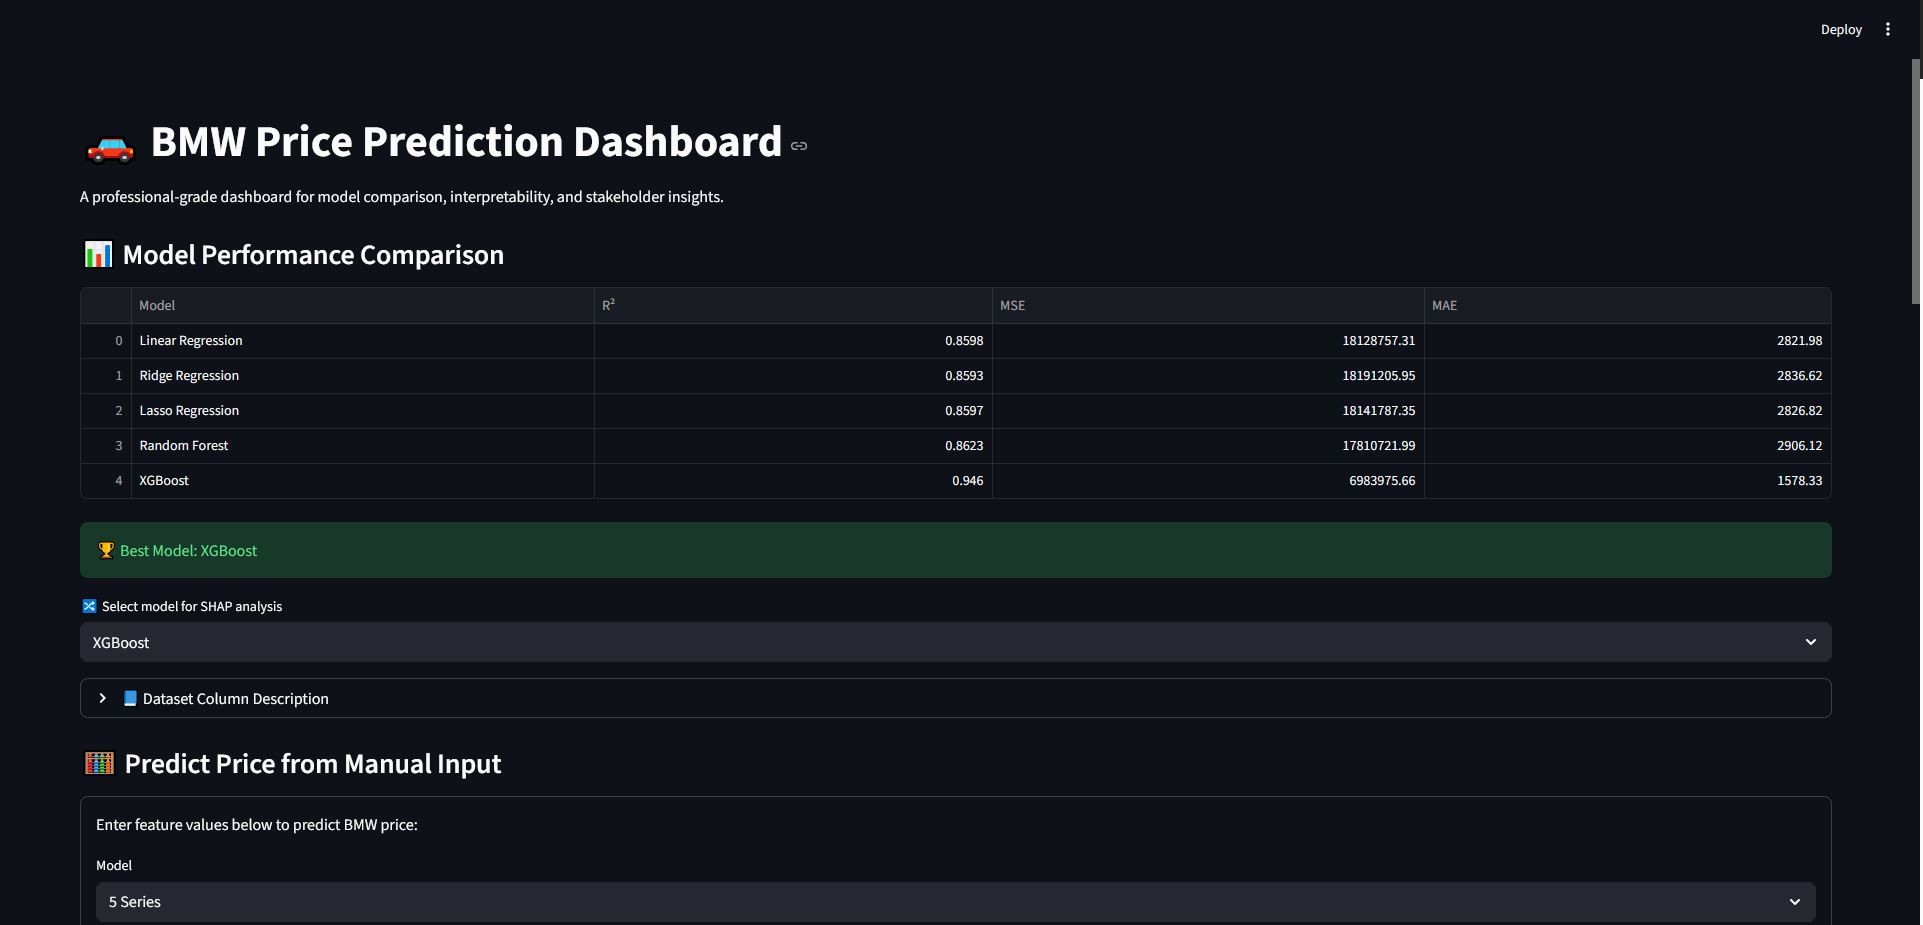 Deploy
BMW Price Prediction Dashboard
A professional-grade dashboard for model comparison, interpretability, and stakeholder insights.
Model Performance Comparison
Model R² MSE MAE
0 Linear Regression 0.8598 18128757.31 2821.98
1 Ridge Regression 0.8593 18191205.95 2836.62
2 Lasso Regression 0.8597 18141787.35 2826.82
3 Random Forest 0.8623 17810721.99 2906.12
4 XGBoost 0.946 6983975.66 1578.33
Best Model: XGBoost
Select model for SHAP analysis
XGBoost
Dataset Column Description
Predict Price from Manual Input
Enter feature values below to predict BMW price:
Model
5 Series